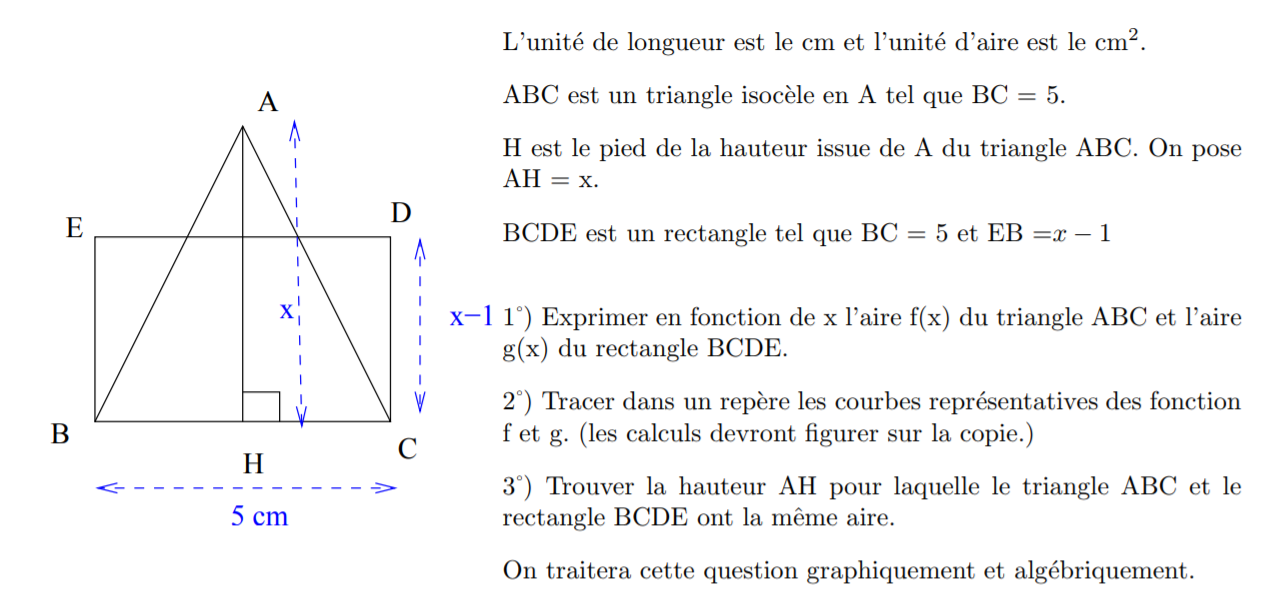 L'unité de longueur est le cm et l'unité d'aire est le cm².
ABC est un triangle isocèle en A tel que BC = 5.
H est le pied de la hauteur issue de A du triangle ABC. On pose
AH = x.
BCDE est un rectangle tel que BC = 5 et EB =x − 1
1°) Exprimer en fonction de x l'aire f(x) du triangle ABC et l'aire
g(x) du rectangle BCDE.
2°) Tracer dans un repère les courbes représentatives des fonction
f et g. (les calculs devront figurer sur la copie.)
3°) Trouver la hauteur AH pour laquelle le triangle ABC et le
rectangle BCDE ont la même aire.
On traitera cette question graphiquement et algébriquement.
A
E
D
x
x−1
B
H
C
5 cm